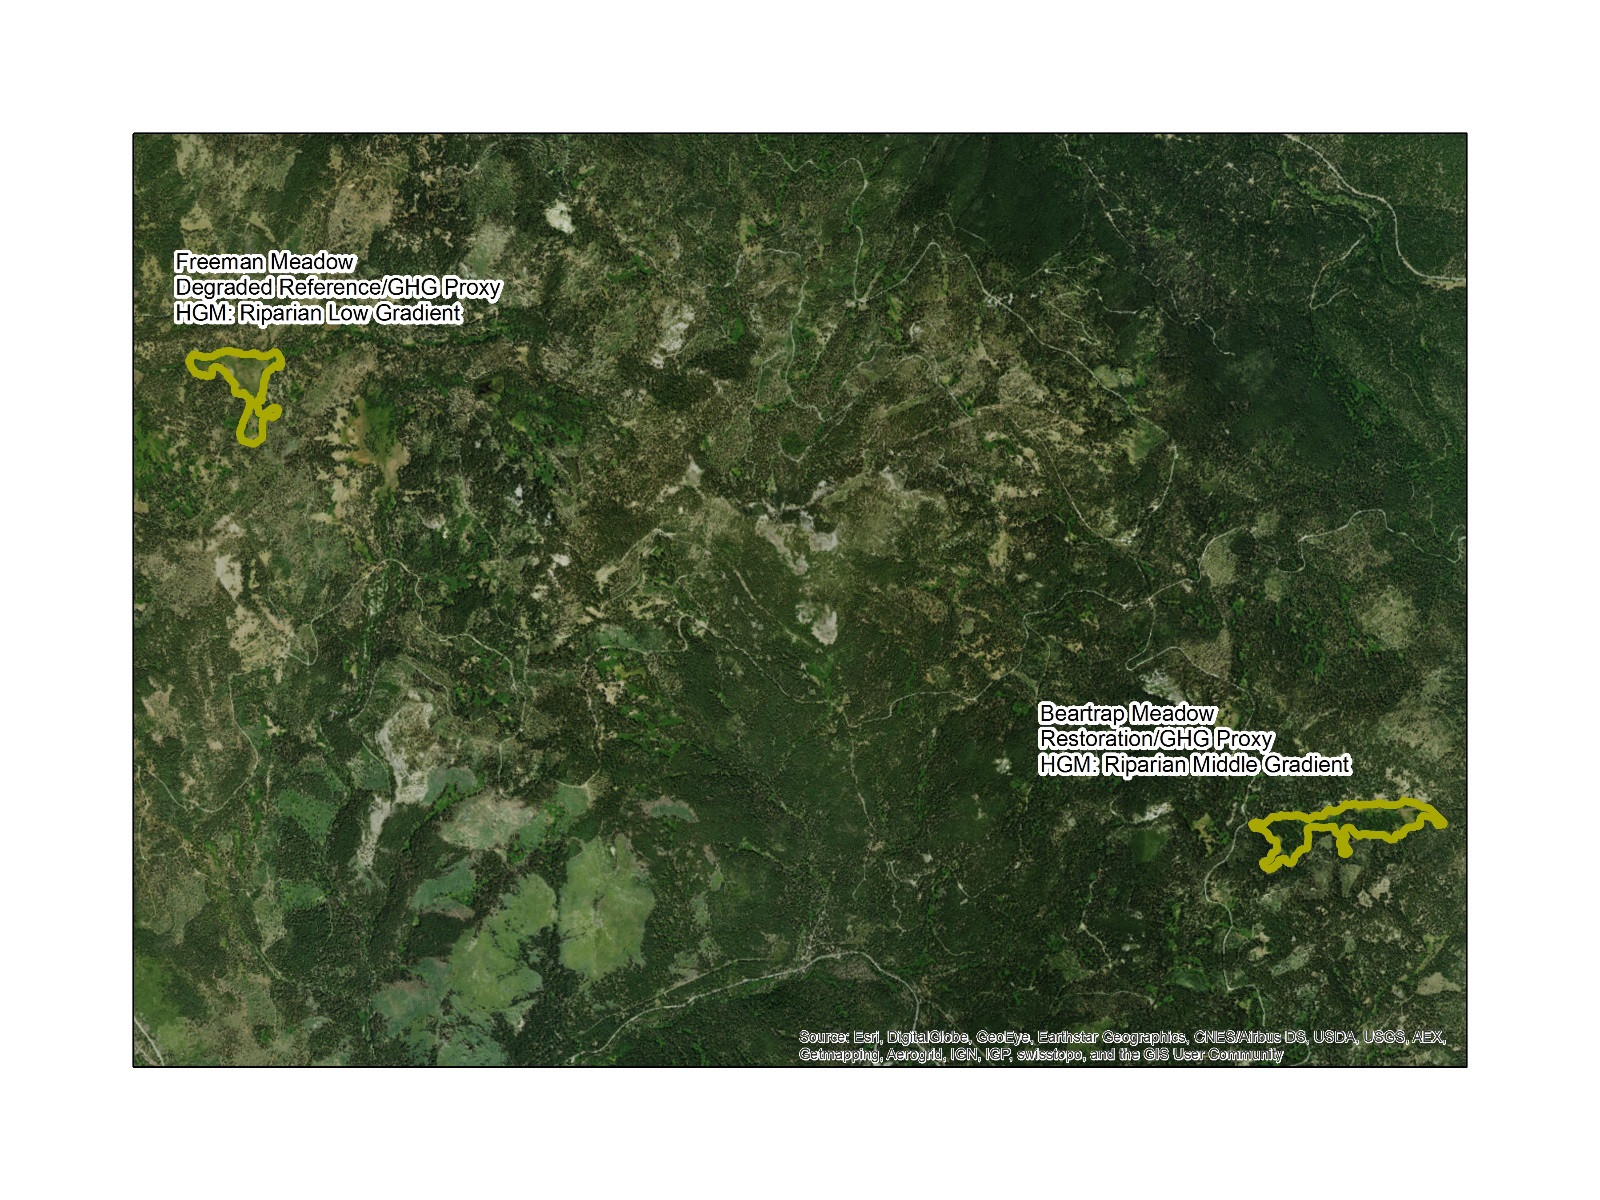 Freeman Meadow
Degraded Reference/GHG Proxy
HGM: Riparian Low Gradient
Beartrap Meadow
Restoration/GHG Proxy
HGM: Riparian Middle Gradient
Source: Esri, DigitalGlobe, GeoEye, Earthstar Geographics, CNES/Airbus DS, USDA, USGS, AEX,
Getmapping, Aerogrid, IGN, IGP, swisstopo, and the GIS User Community